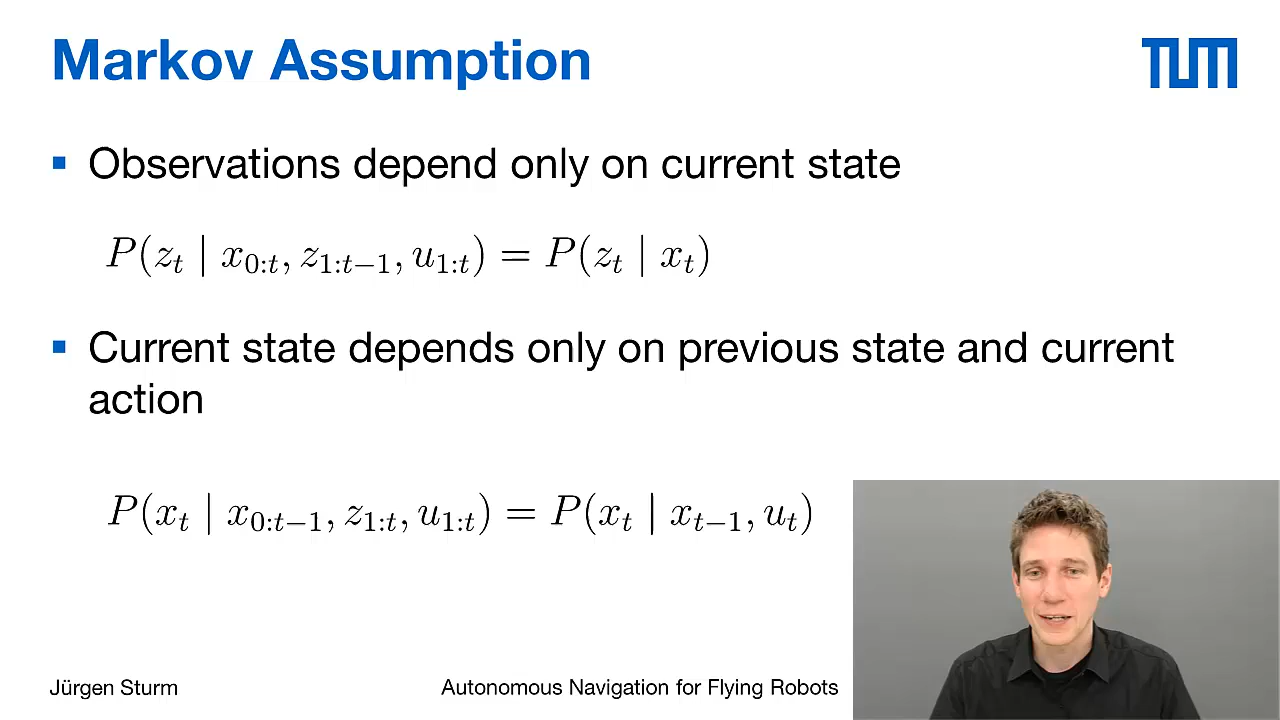 Markov Assumption
TUM
▪ Observations depend only on current state
P(z_t | x_{0:t}, z_{1:t−1}, u_{1:t}) = P(z_t | x_t)
▪ Current state depends only on previous state and current
action
P(x_t | x_{0:t−1}, z_{1:t}, u_{1:t}) = P(x_t | x_{t−1}, u_t)
Jürgen Sturm
Autonomous Navigation for Flying Robots